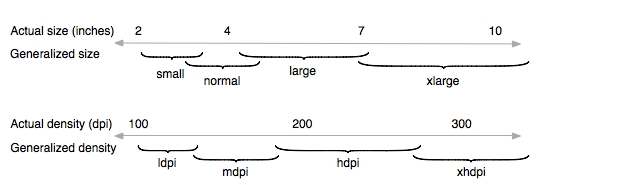 Actual size (inches) 2 4 7 10
Generalized size
small normal large xlarge
Actual density (dpi) 100 200 300
Generalized density
ldpi mdpi hdpi xhdpi